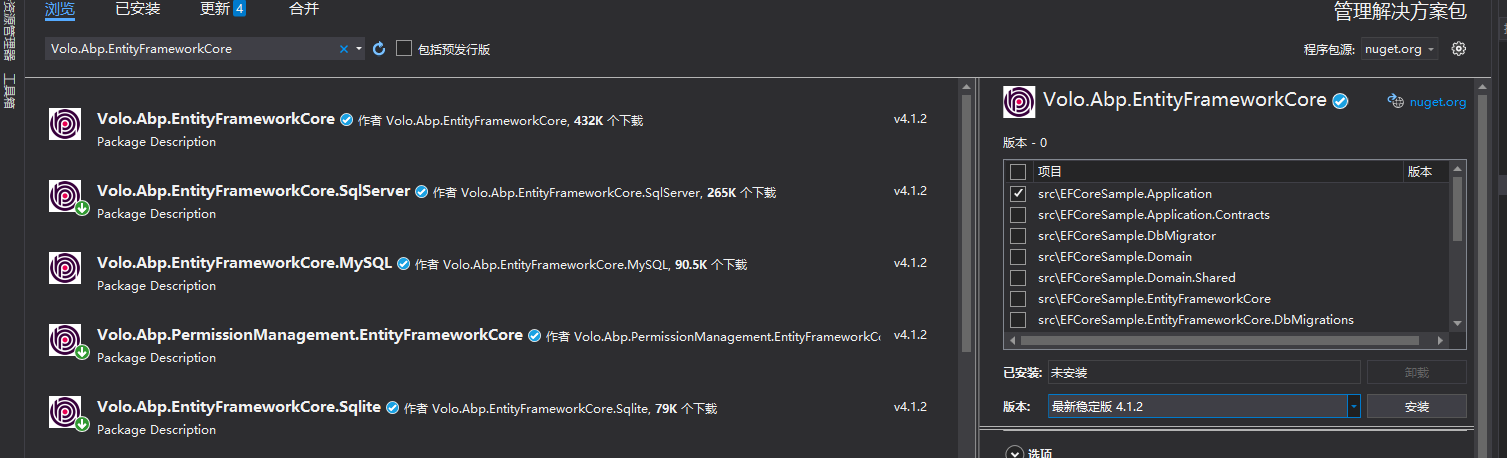 资源管理器
工具箱
浏览 已安装 更新 4 合并
管理解决方案包
Volo.Abp.EntityFrameworkCore
包括预发行版
程序包源: nuget.org
Volo.Abp.EntityFrameworkCore 作者 Volo.Abp.EntityFrameworkCore, 432K 个下载 v4.1.2
Package Description
Volo.Abp.EntityFrameworkCore.SqlServer 作者 Volo.Abp.EntityFrameworkCore.SqlServer, 265K 个下载 v4.1.2
Package Description
Volo.Abp.EntityFrameworkCore.MySQL 作者 Volo.Abp.EntityFrameworkCore.MySQL, 90.5K 个下载 v4.1.2
Package Description
Volo.Abp.PermissionManagement.EntityFrameworkCore 作者 Volo.Abp.PermissionManagement.EntityFrameworkCo v4.1.2
Package Description
Volo.Abp.EntityFrameworkCore.Sqlite 作者 Volo.Abp.EntityFrameworkCore.Sqlite, 79K 个下载 v4.1.2
Package Description
Volo.Abp.EntityFrameworkCore nuget.org
版本 - 0
项目 版本
src\EFCoreSample.Application
src\EFCoreSample.Application.Contracts
src\EFCoreSample.DbMigrator
src\EFCoreSample.Domain
src\EFCoreSample.Domain.Shared
src\EFCoreSample.EntityFrameworkCore
src\EFCoreSample.EntityFrameworkCore.DbMigrations
已安装: 未安装 卸载
版本: 最新稳定版 4.1.2 安装
选项